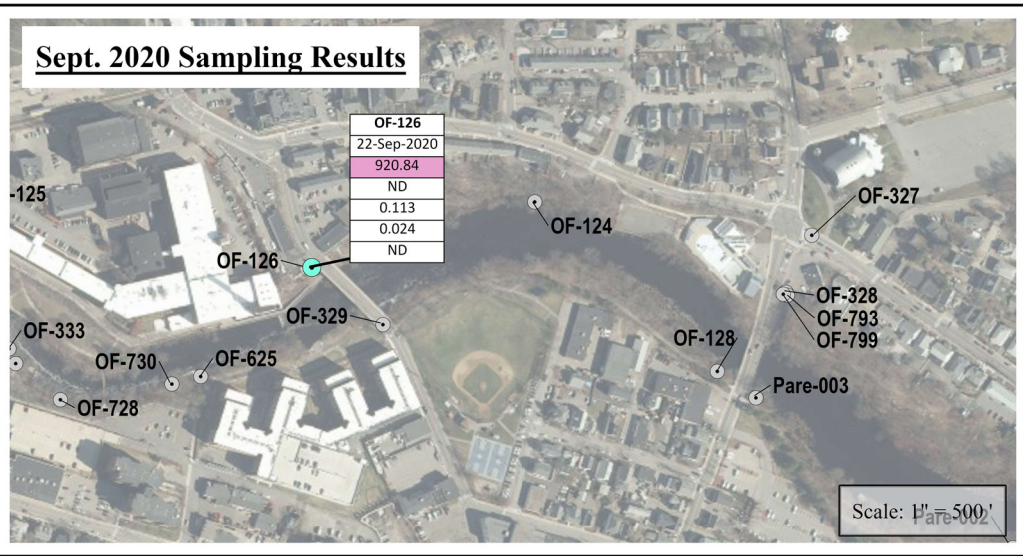 Sept. 2020 Sampling Results
OF-126
22-Sep-2020
920.84
ND
0.113
0.024
ND
-125
OF-327
OF-124
OF-126
OF-328
OF-329
OF-793
OF-333
OF-799
OF-128
OF-730
OF-625
Pare-003
OF-728
Scale: 1" = 500 '
Pare-002